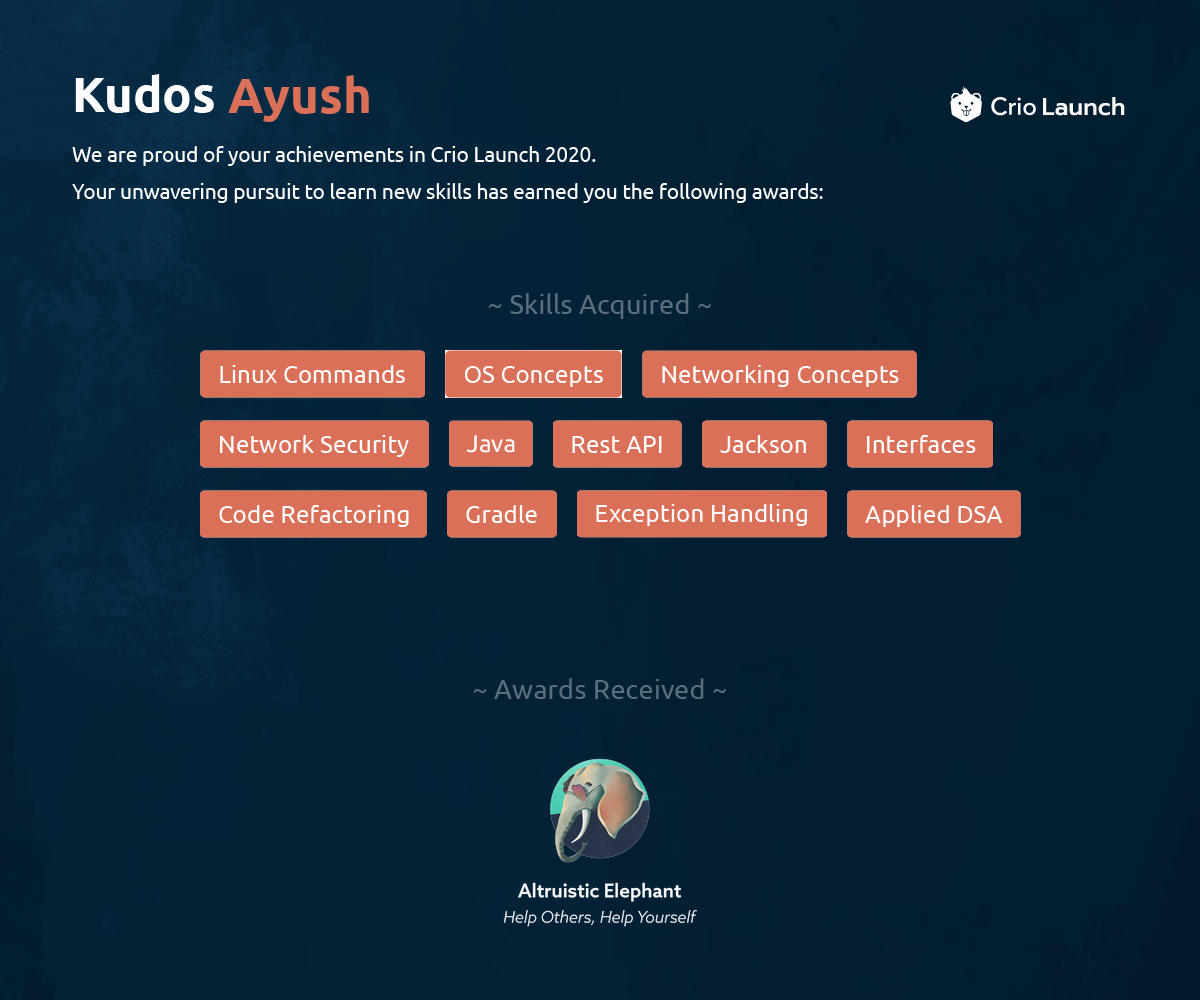 Kudos Ayush
Crio Launch
We are proud of your achievements in Crio Launch 2020.
Your unwavering pursuit to learn new skills has earned you the following awards:
~ Skills Acquired ~
Linux Commands OS Concepts Networking Concepts
Network Security Java Rest API Jackson Interfaces
Code Refactoring Gradle Exception Handling Applied DSA
~ Awards Received ~
Altruistic Elephant
Help Others, Help Yourself